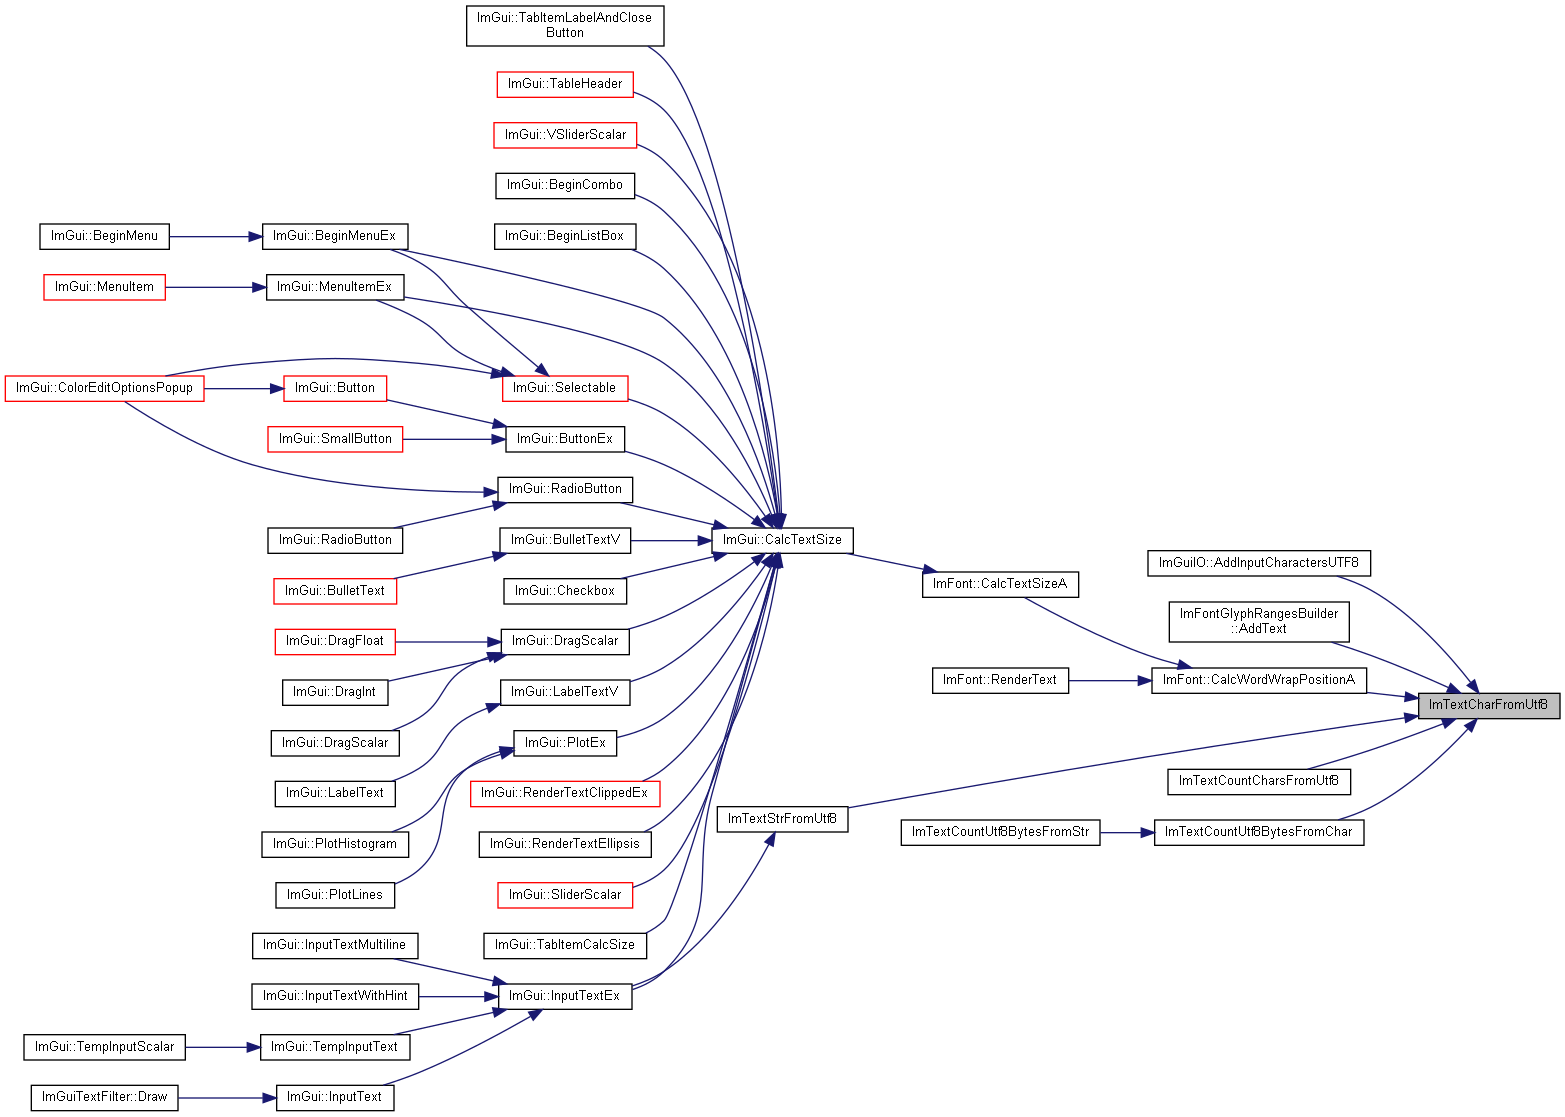 ImGui::TabItemLabelAndClose
Button
ImGui::TableHeader
ImGui::VSliderScalar
ImGui::BeginCombo
ImGui::BeginMenu
ImGui::BeginMenuEx
ImGui::BeginListBox
ImGui::MenuItem
ImGui::MenuItemEx
ImGui::ColorEditOptionsPopup
ImGui::Button
ImGui::Selectable
ImGui::SmallButton
ImGui::ButtonEx
ImGui::RadioButton
ImGui::RadioButton
ImGui::BulletTextV
ImGui::CalcTextSize
ImGuiIO::AddInputCharactersUTF8
ImGui::BulletText
ImGui::Checkbox
ImFont::CalcTextSizeA
ImFontGlyphRangesBuilder
::AddText
ImGui::DragFloat
ImGui::DragScalar
ImGui::DragInt
ImGui::LabelTextV
ImFont::RenderText
ImFont::CalcWordWrapPositionA
ImTextCharFromUtf8
ImGui::DragScalar
ImGui::PlotEx
ImGui::LabelText
ImGui::RenderTextClippedEx
ImTextCountCharsFromUtf8
ImTextStrFromUtf8
ImTextCountUtf8BytesFromStr
ImTextCountUtf8BytesFromChar
ImGui::PlotHistogram
ImGui::RenderTextEllipsis
ImGui::PlotLines
ImGui::SliderScalar
ImGui::InputTextMultiline
ImGui::TabItemCalcSize
ImGui::InputTextWithHint
ImGui::InputTextEx
ImGui::TempInputScalar
ImGui::TempInputText
ImGuiTextFilter::Draw
ImGui::InputText